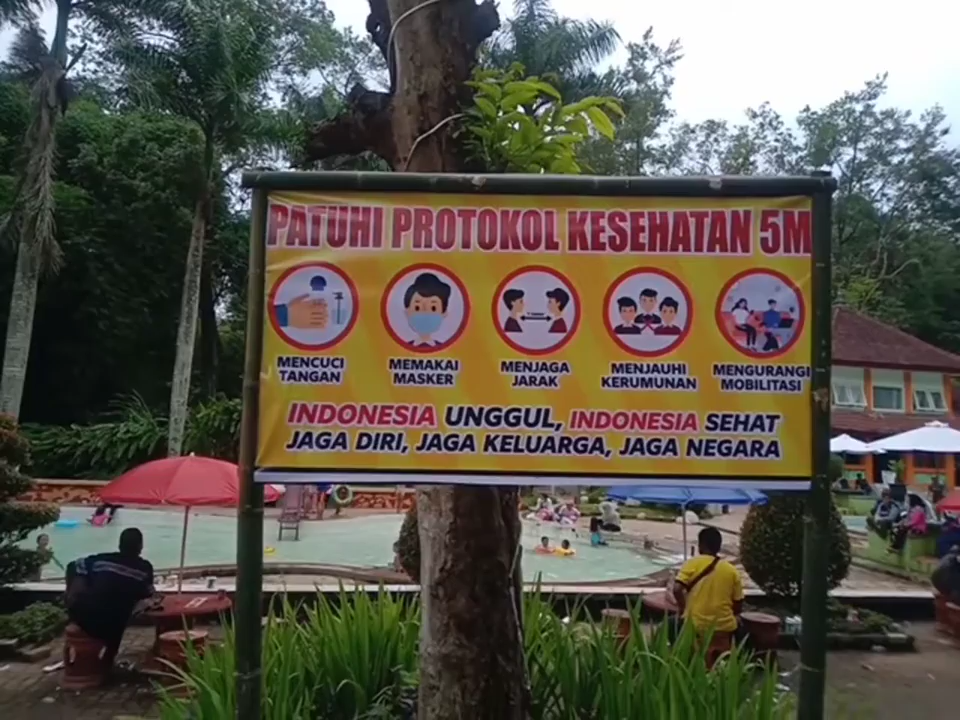 PATUHI PROTOKOL KESEHATAN 5M
MENCUCI
TANGAN
MEMAKAI
MASKER
MENJAGA
JARAK
MENJAUHI
KERUMUNAN
MENGURANGI
MOBILITASI
INDONESIA UNGGUL, INDONESIA SEHAT
JAGA DIRI, JAGA KELUARGA, JAGA NEGARA